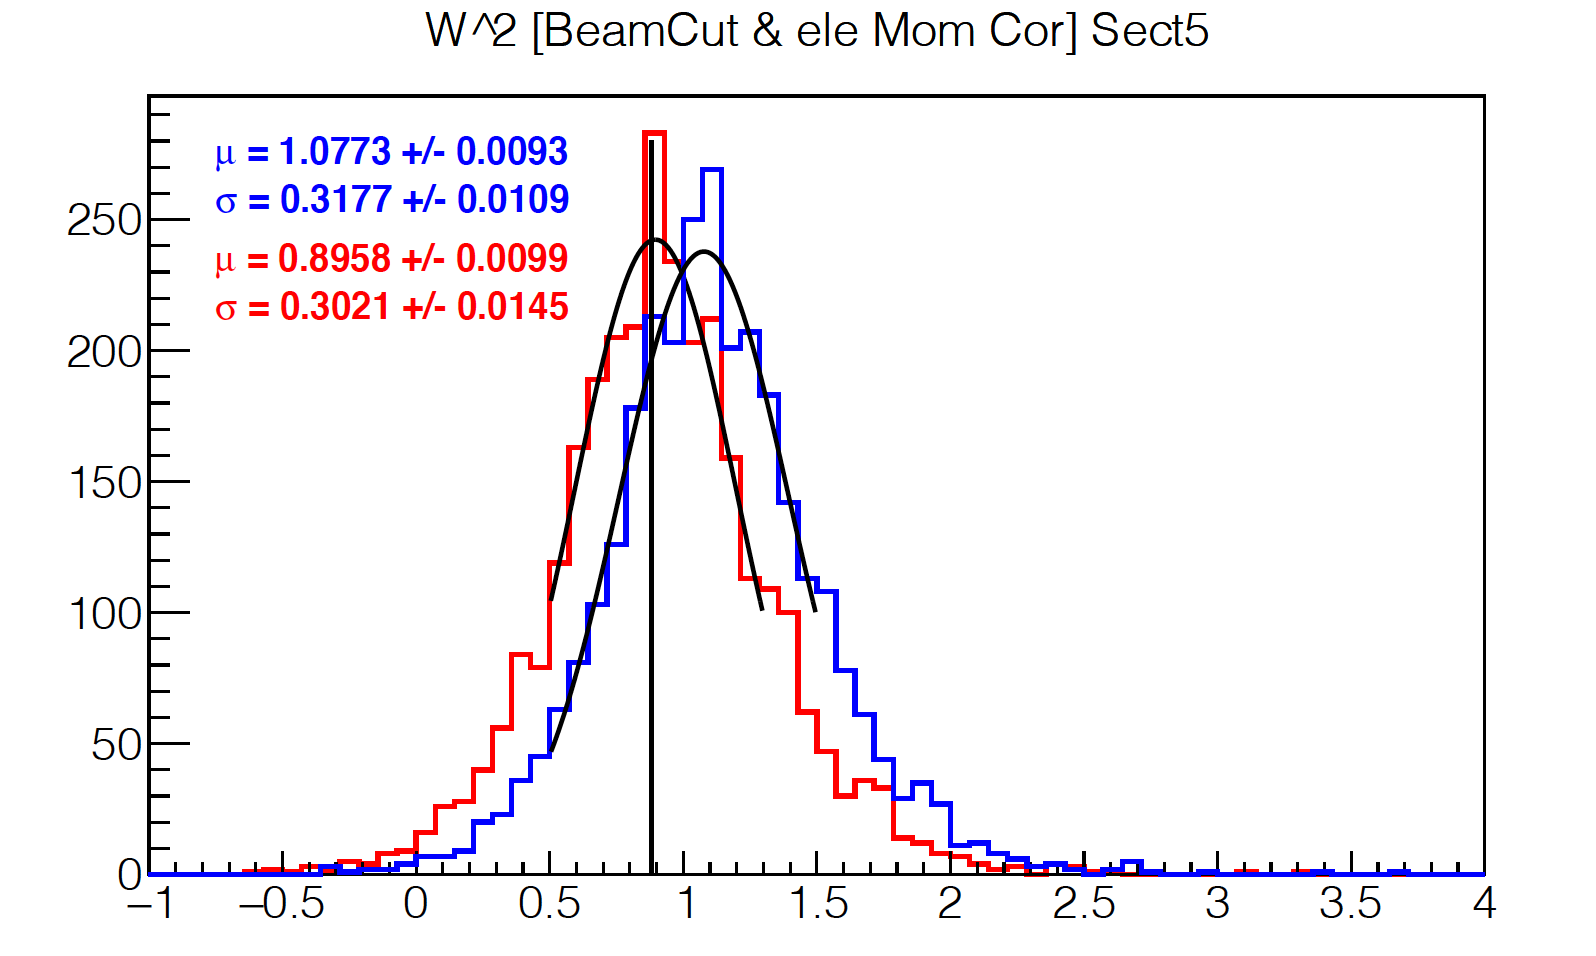 W^2 [BeamCut & ele Mom Cor] Sect5
μ = 1.0773 +/- 0.0093
σ = 0.3177 +/- 0.0109
μ = 0.8958 +/- 0.0099
σ = 0.3021 +/- 0.0145
250
200
150
100
50
0
−1 −0.5 0 0.5 1 1.5 2 2.5 3 3.5 4